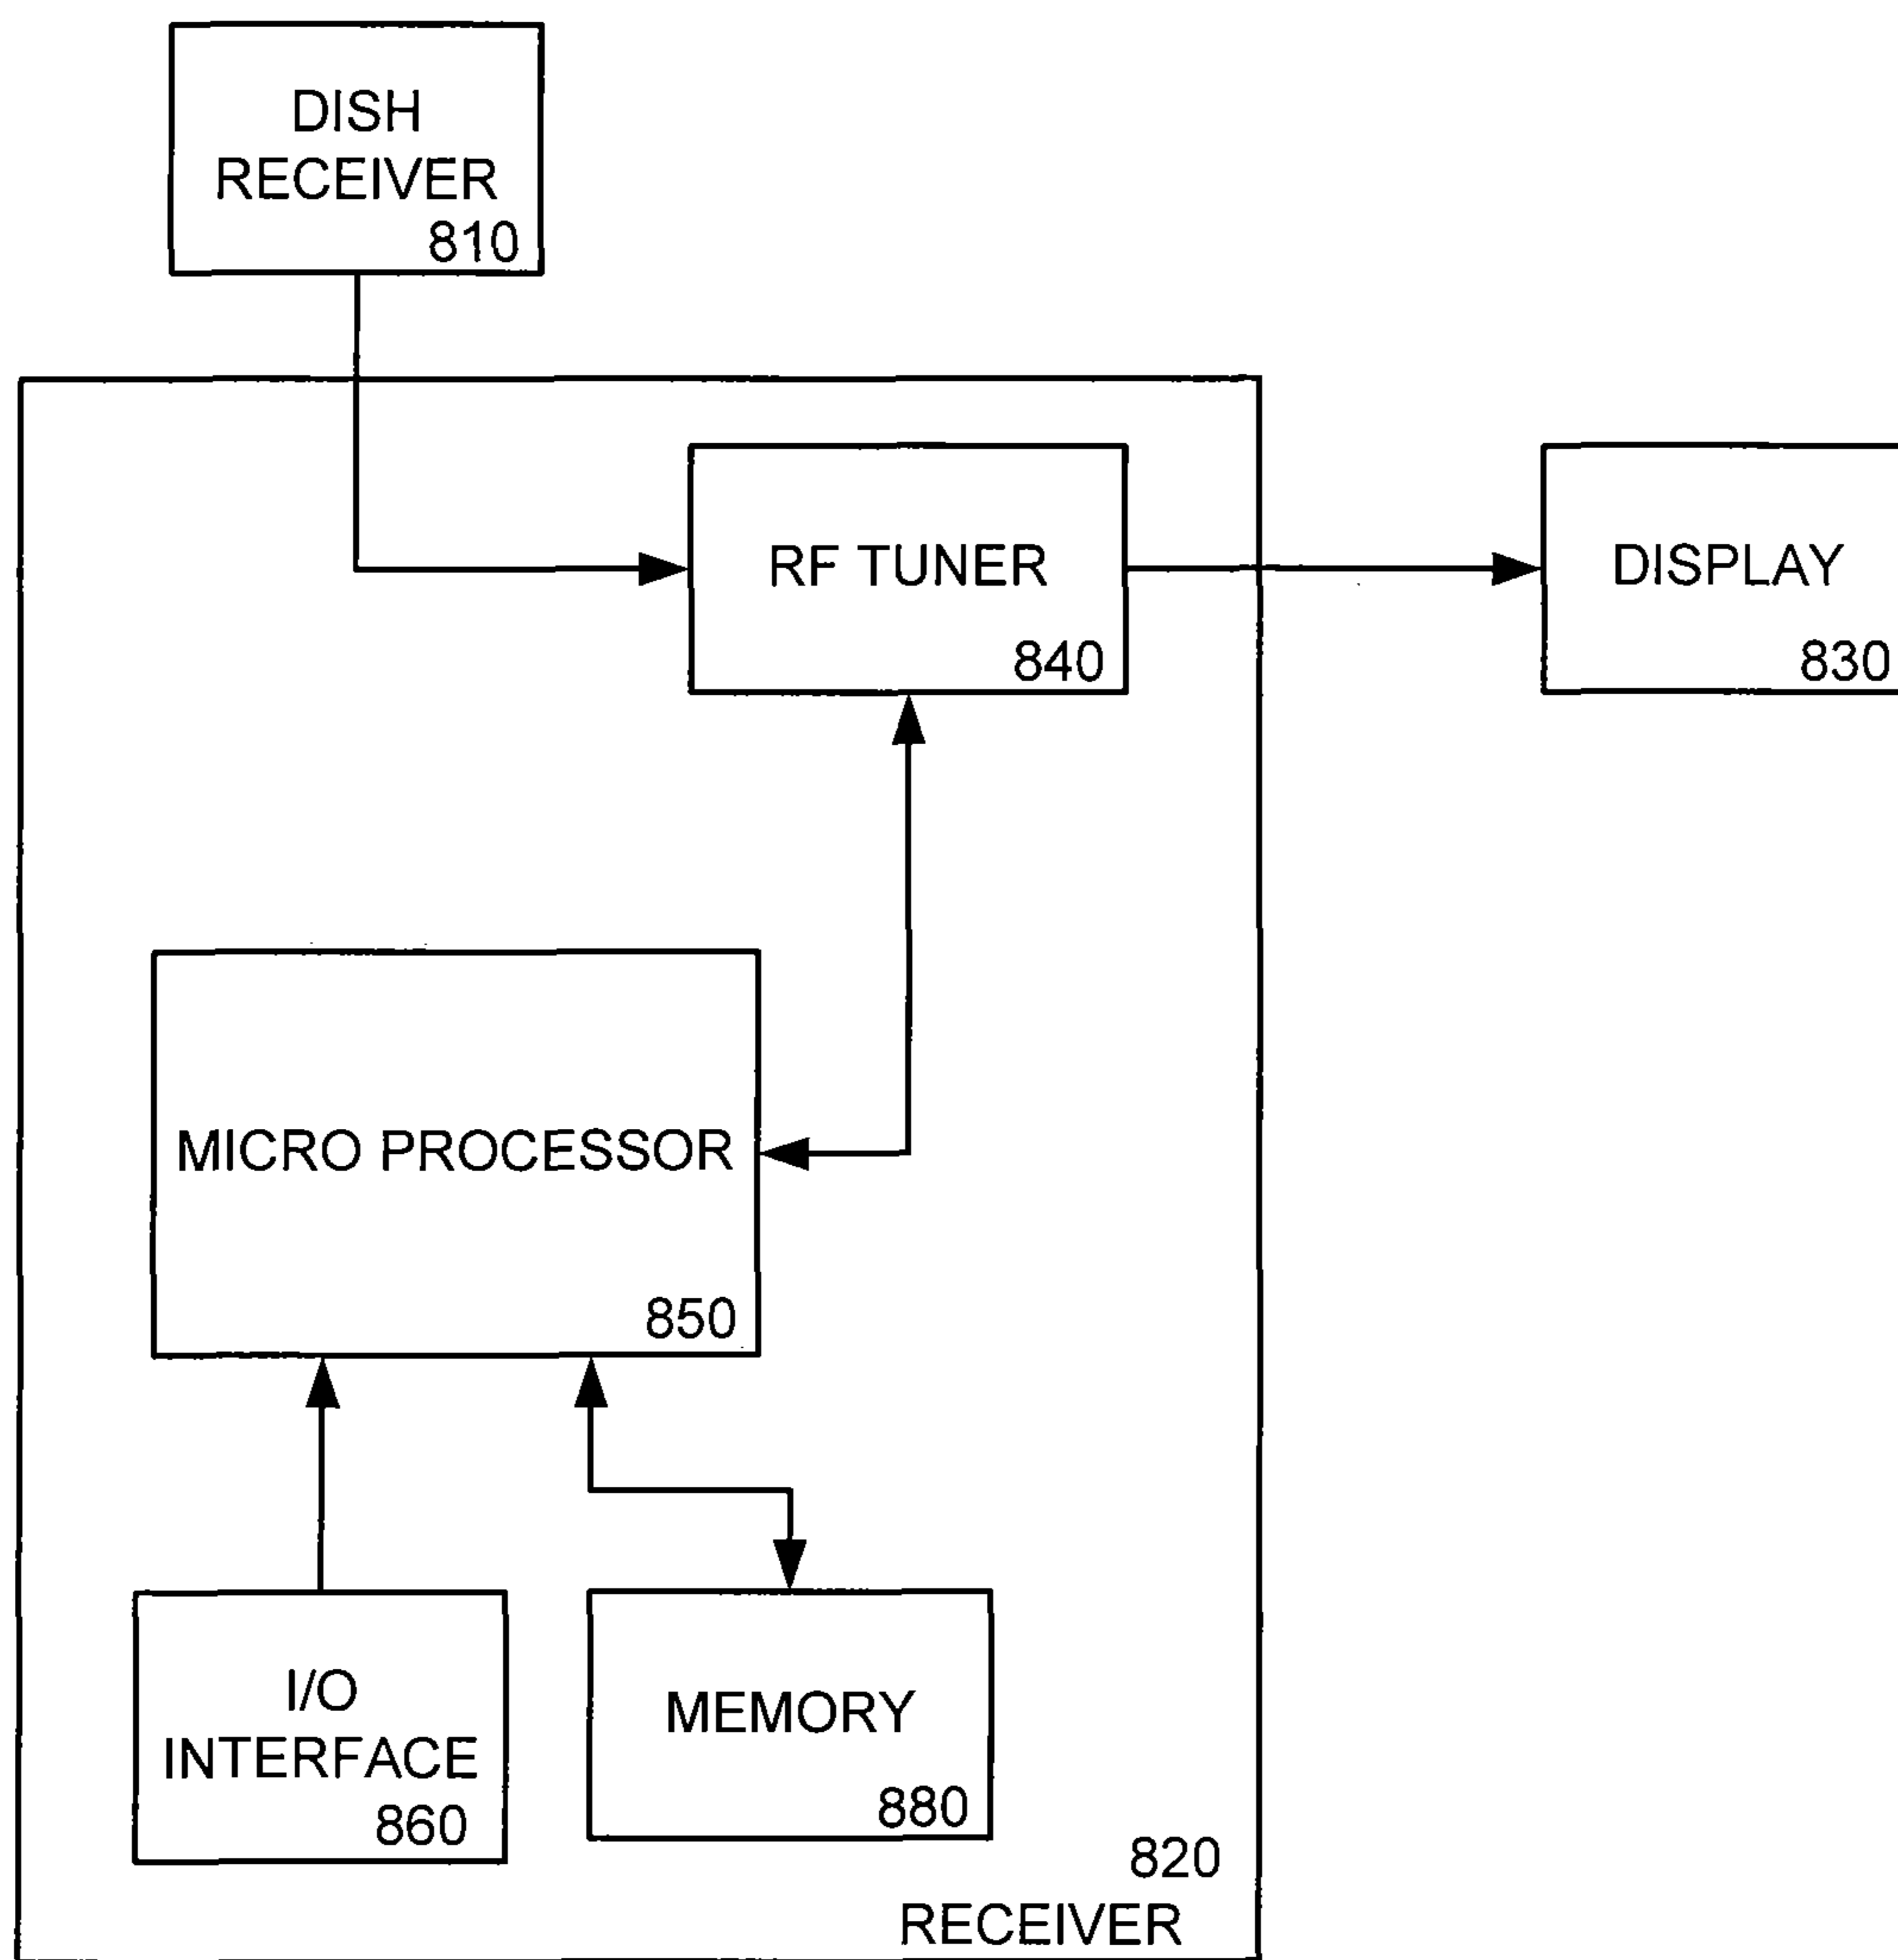 DISH
RECEIVER
810
RF TUNER
840
DISPLAY
830
MICRO PROCESSOR
850
I/O
INTERFACE
860
MEMORY
880
820
RECEIVER